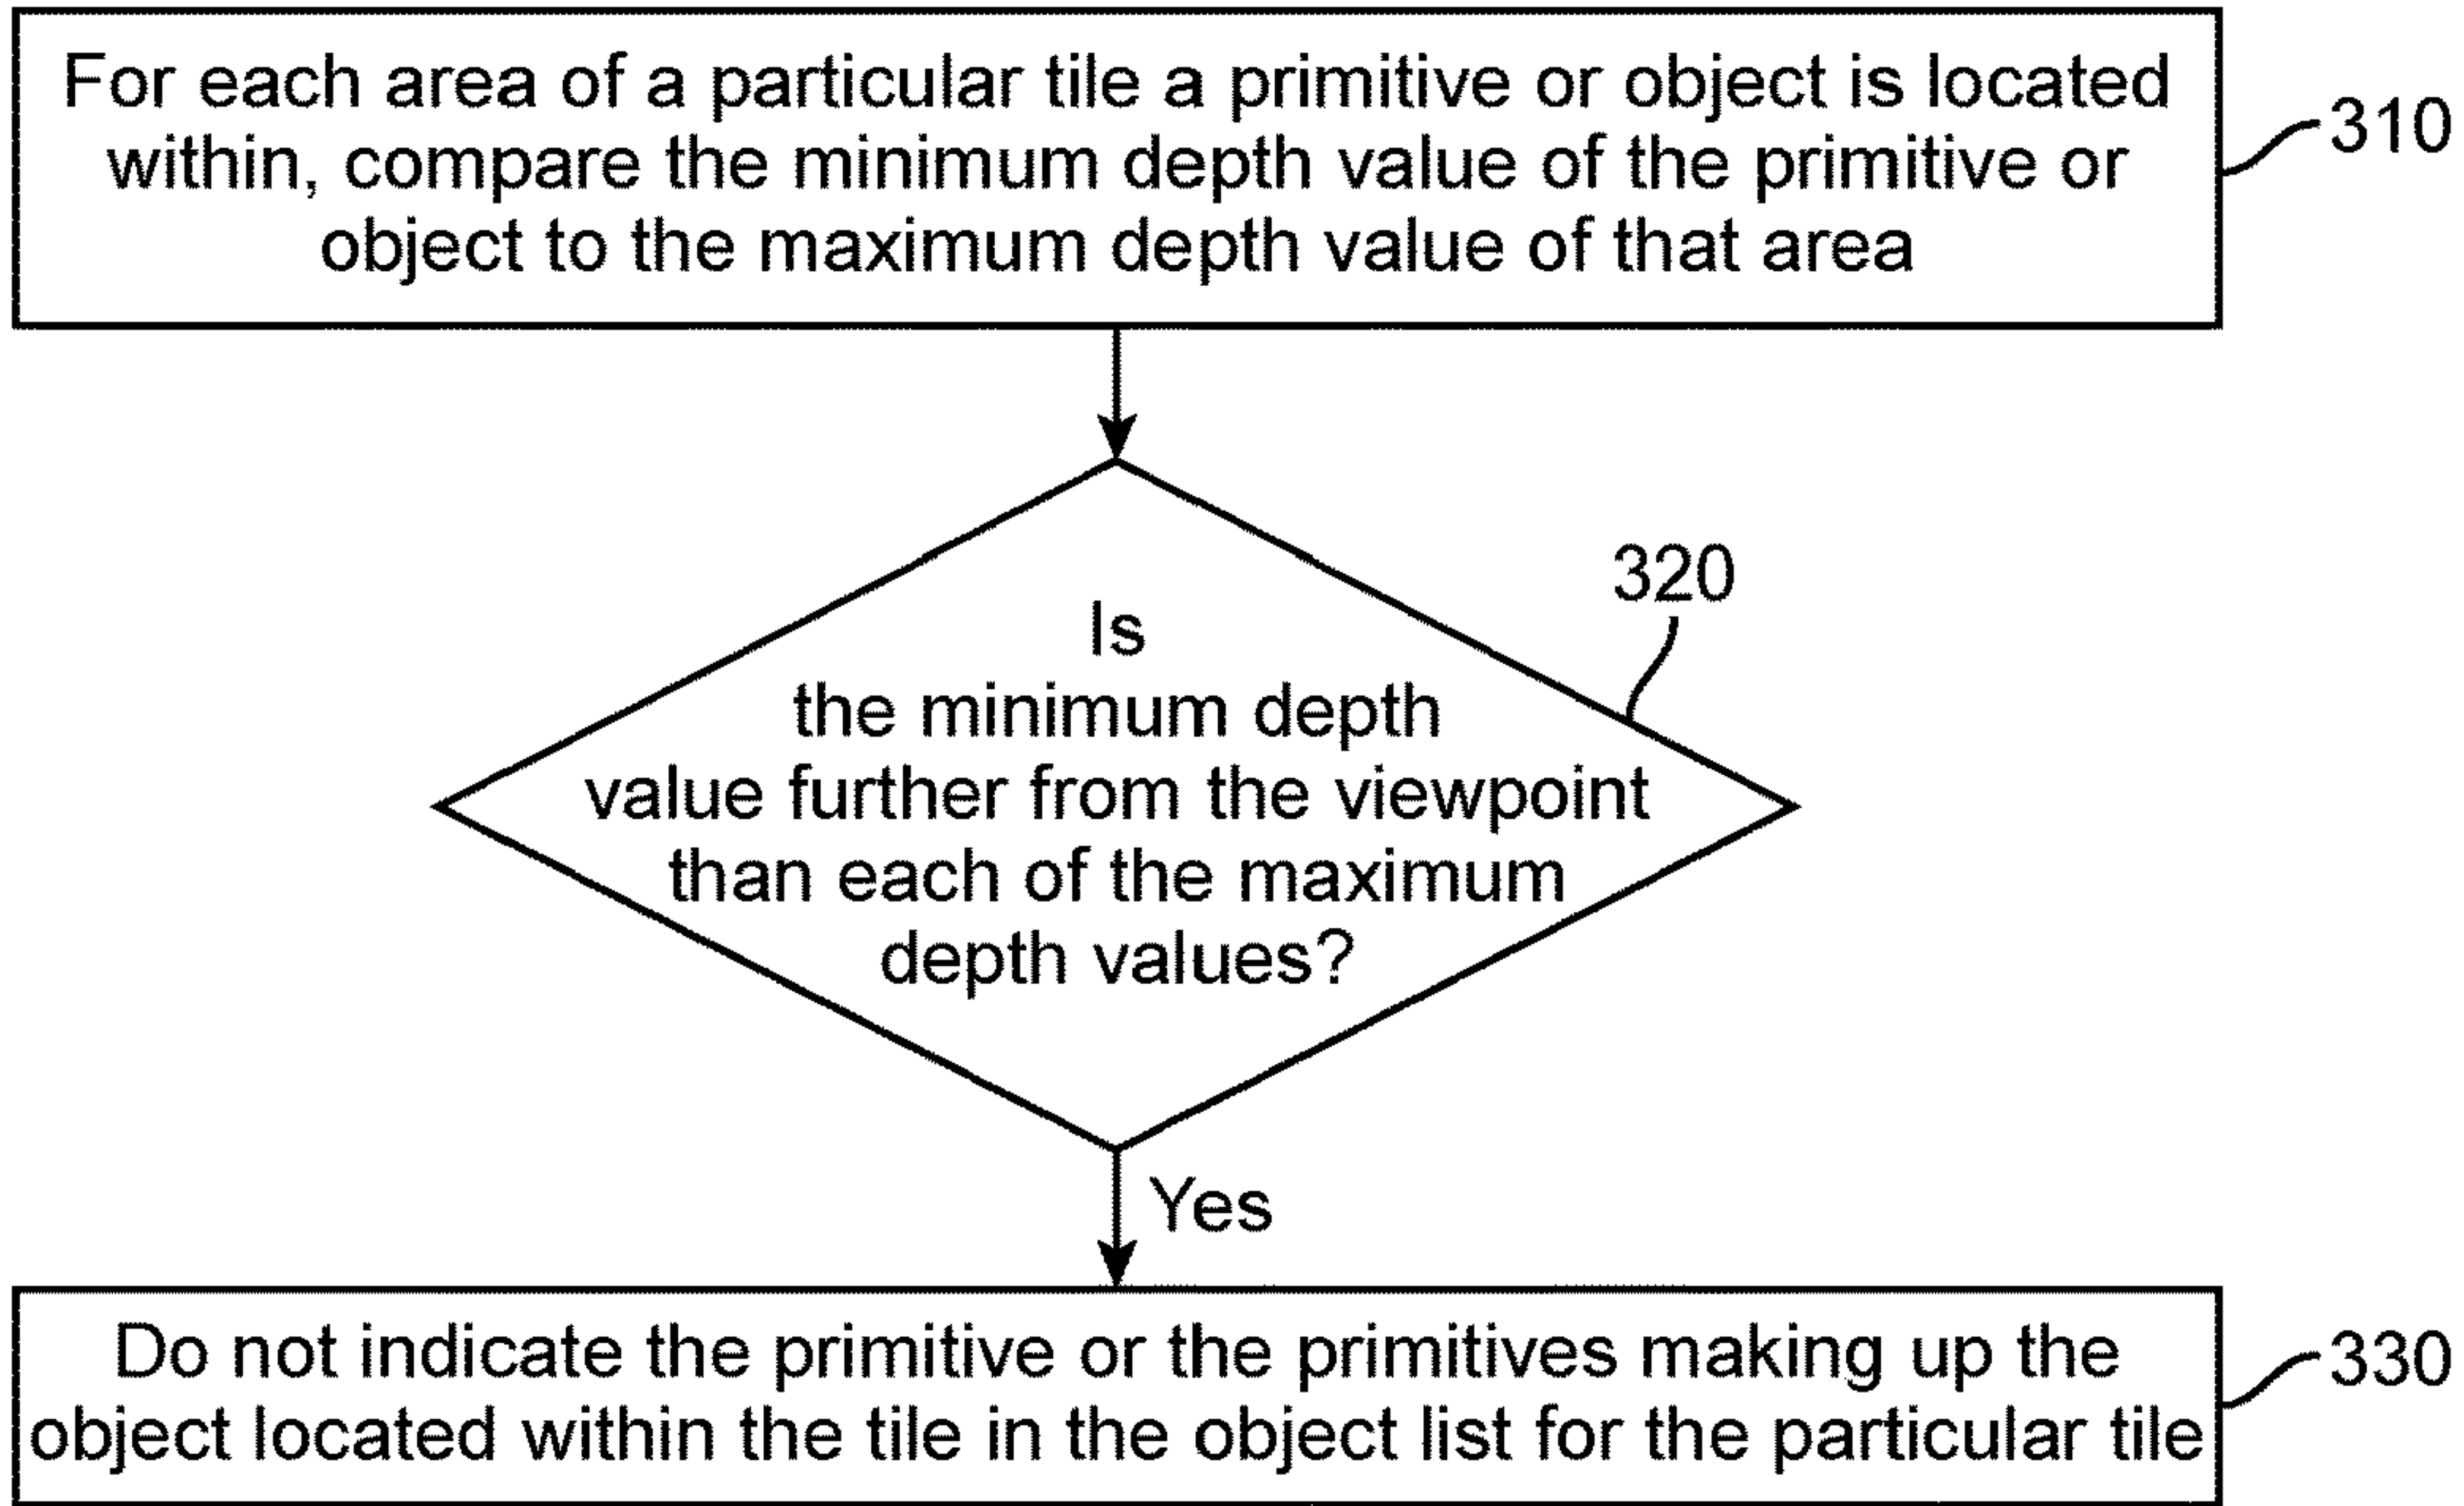 For each area of a particular tile a primitive or object is located
within, compare the minimum depth value of the primitive or
object to the maximum depth value of that area
310
320
Is
the minimum depth
value further from the viewpoint
than each of the maximum
depth values?
Yes
Do not indicate the primitive or the primitives making up the
object located within the tile in the object list for the particular tile
330